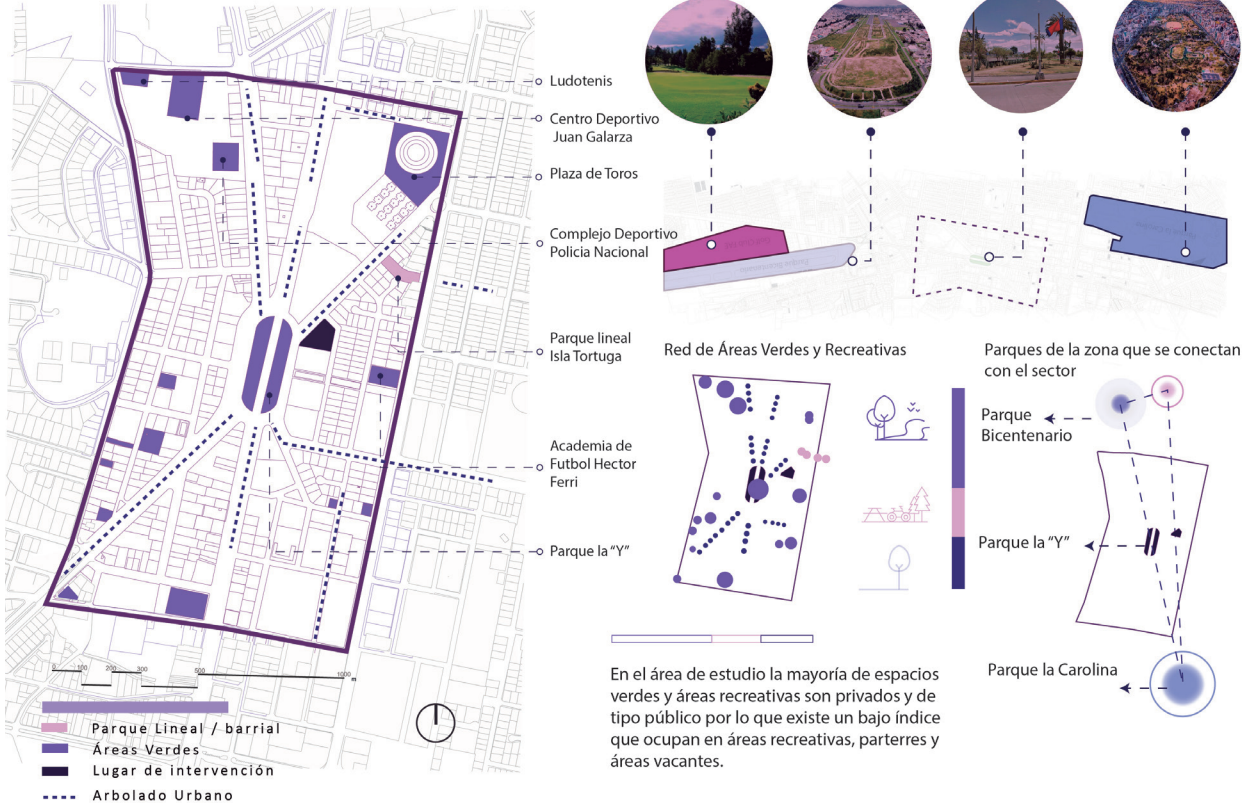 Ludotenis
Centro Deportivo
Juan Galarza
Plaza de Toros
Complejo Deportivo
Policia Nacional
Parque lineal
Isla Tortuga
Academia de
Futbol Hector
Ferri
Parque la "Y"
0 100 200 300 500 1000 m
Parque Lineal / barrial
Áreas Verdes
Lugar de intervención
Arbolado Urbano
Red de Áreas Verdes y Recreativas
Parques de la zona que se conectan
con el sector
Parque
Bicentenario
Parque la "Y"
Parque la Carolina
En el área de estudio la mayoría de espacios
verdes y áreas recreativas son privados y de
tipo público por lo que existe un bajo índice
que ocupan en áreas recreativas, parterres y
áreas vacantes.